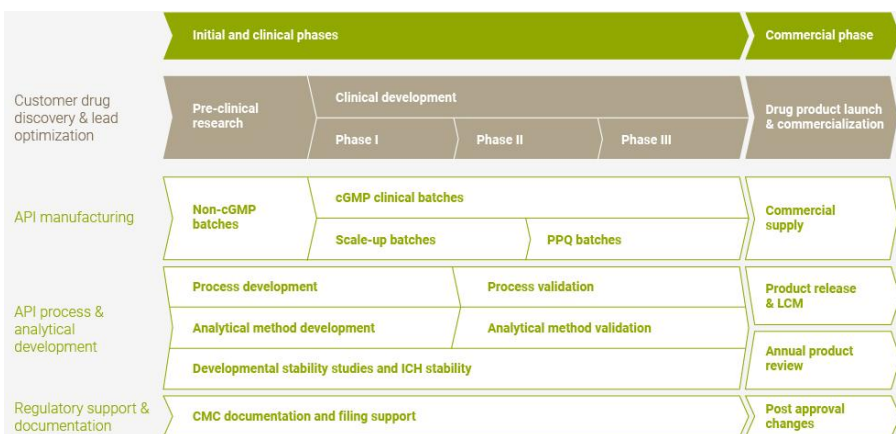 Initial and clinical phases
Commercial phase
Customer drug
discovery & lead
optimization
Pre-clinical
research
Clinical development
Phase I
Phase II
Phase III
Drug product launch
& commercialization
API manufacturing
Non-cGMP
batches
cGMP clinical batches
Scale-up batches
PPQ batches
Commercial
supply
API process &
analytical
development
Process development
Process validation
Analytical method development
Analytical method validation
Developmental stability studies and ICH stability
Product release
& LCM
Annual product
review
Regulatory support &
documentation
CMC documentation and filing support
Post approval
changes